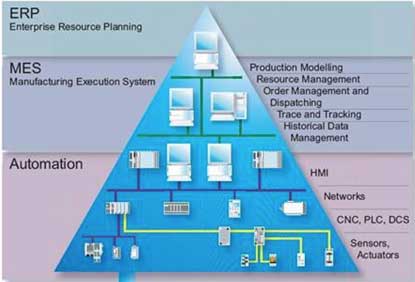 ERP
Enterprise Resource Planning
MES
Manufacturing Execution System
Production Modelling
Resource Management
Order Management and
Dispatching
Trace and Tracking
Historical Data
Management
Automation
HMI
Networks
CNC, PLC, DCS
Sensors,
Actuators